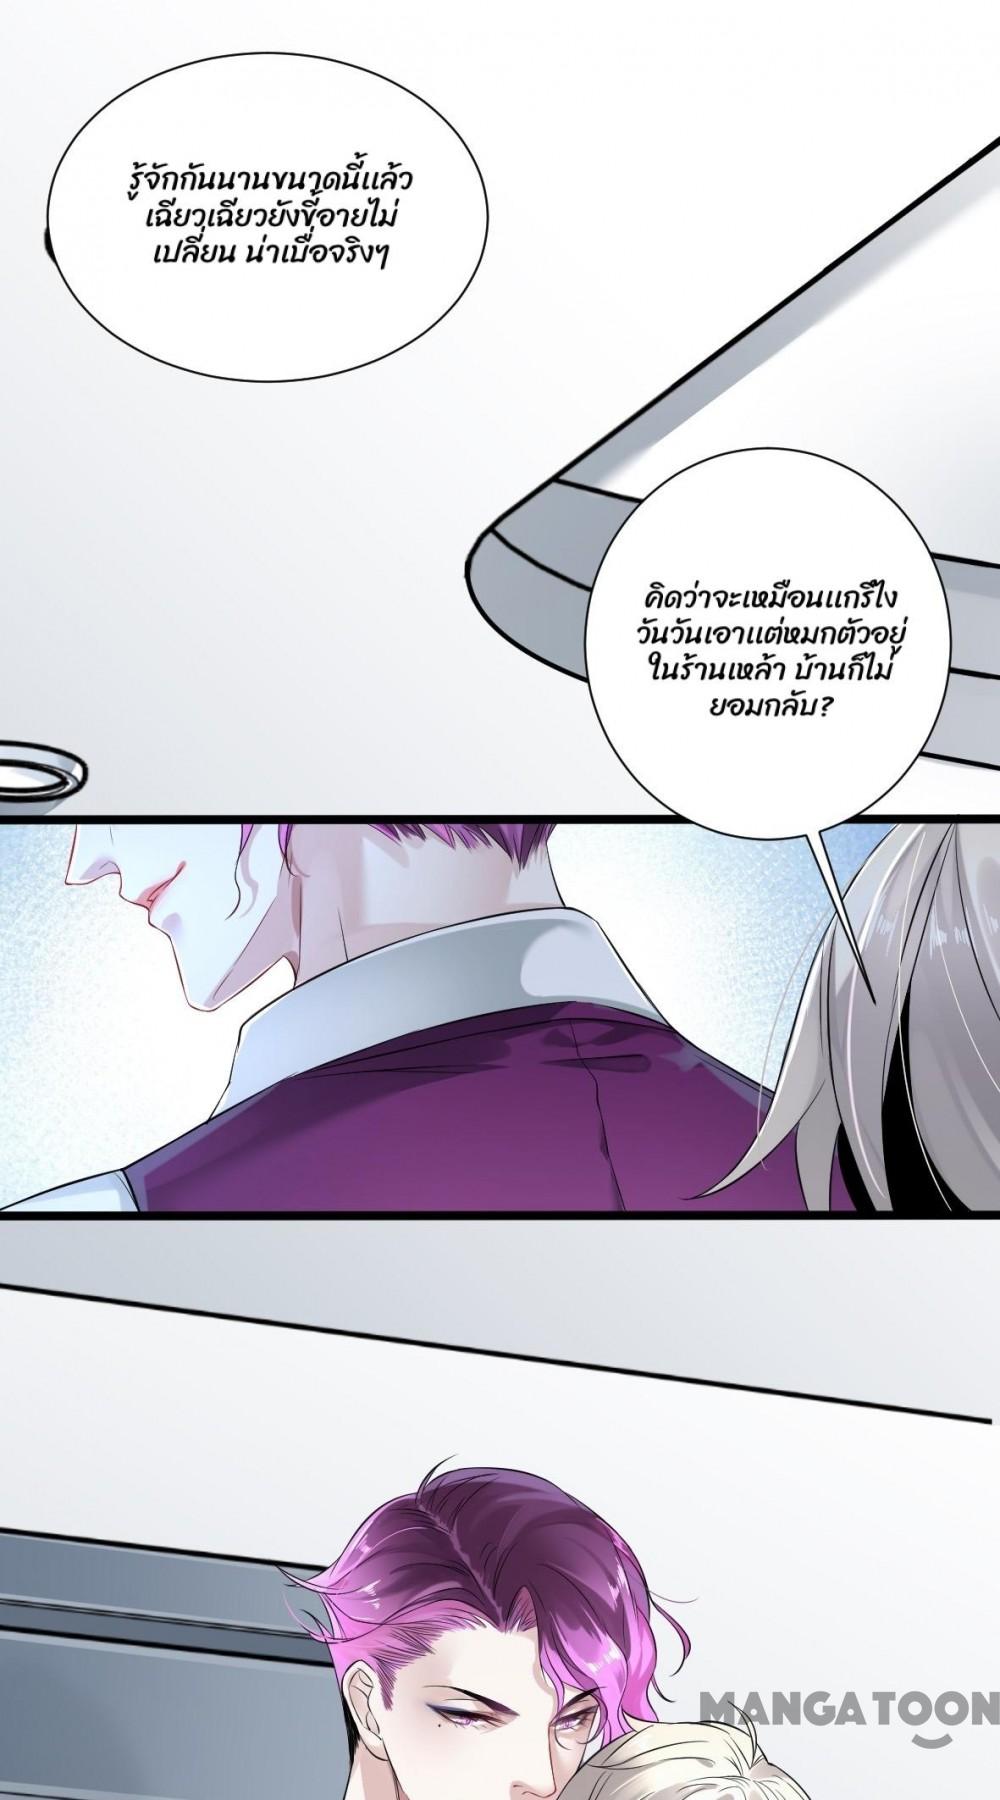 รู้จักกันนานขนาดนี้แล้ว
เฉียวเฉียวยังขี้อายไม่
เปลี่ยน น่าเบื่อจริงๆ
คิดว่าจะเหมือนแกรึไง
วันวันเอาแต่หมกตัวอยู่
ในร้านเหล้า บ้านก็ไม่
ยอมกลับ?
MANGATOON